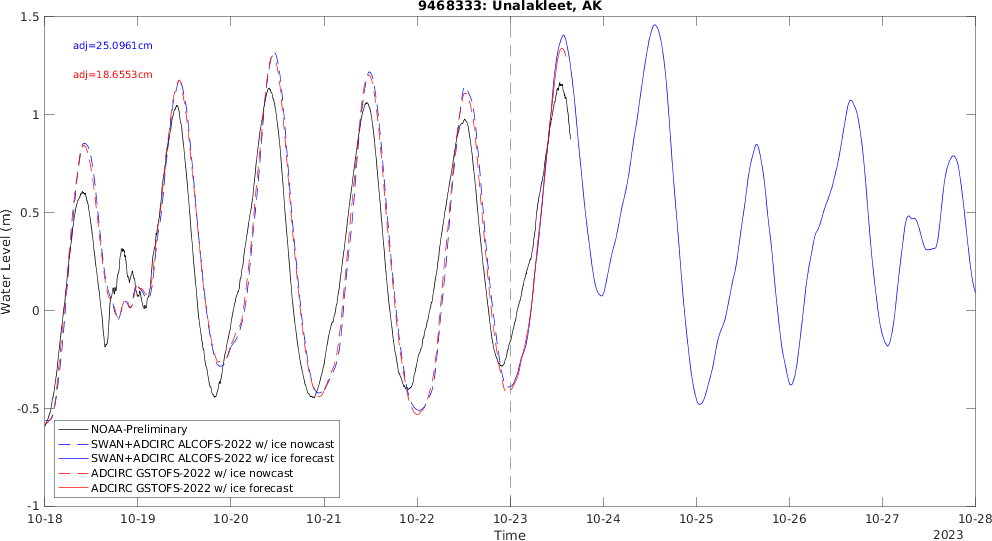 9468333: Unalakleet, AK
adj=25.0961cm
adj=18.6553cm
Water Level (m)
1.5
1
0.5
0
-0.5
-1
NOAA-Preliminary
SWAN+ADCIRC ALCOFS-2022 w/ ice nowcast
SWAN+ADCIRC ALCOFS-2022 w/ ice forecast
ADCIRC GSTOFS-2022 w/ ice nowcast
ADCIRC GSTOFS-2022 w/ ice forecast
10-18 10-19 10-20 10-21 10-22 10-23 10-24 10-25 10-26 10-27 10-28
Time
2023